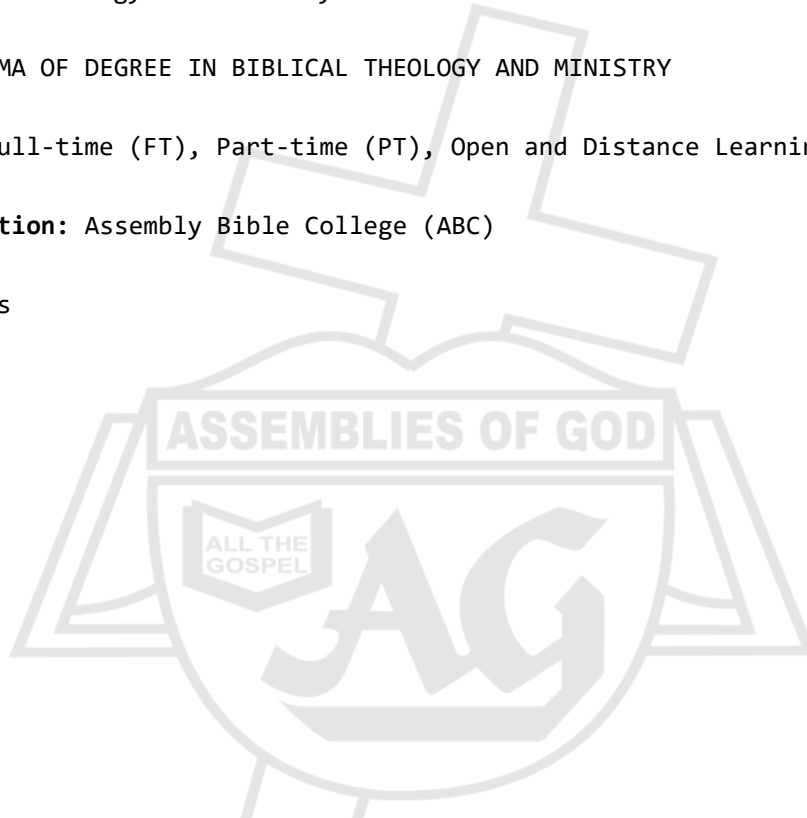 MA OF DEGREE IN BIBLICAL THEOLOGY AND MINISTRY
ull-time (FT), Part-time (PT), Open and Distance Learnin
tion: Assembly Bible College (ABC)
s
ASSEMBLIES OF GOD
ALL THE
GOSPEL
AG